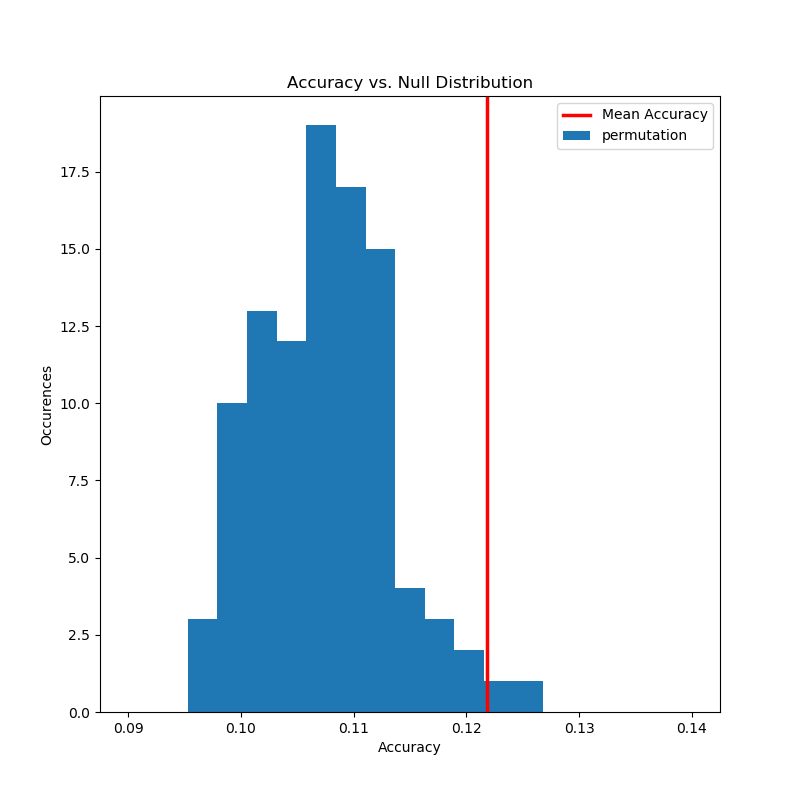 Accuracy vs. Null Distribution
Mean Accuracy
permutation
17.5
15.0
12.5
10.0
7.5
5.0
2.5
0.0
Occurences
0.09 0.10 0.11 0.12 0.13 0.14
Accuracy